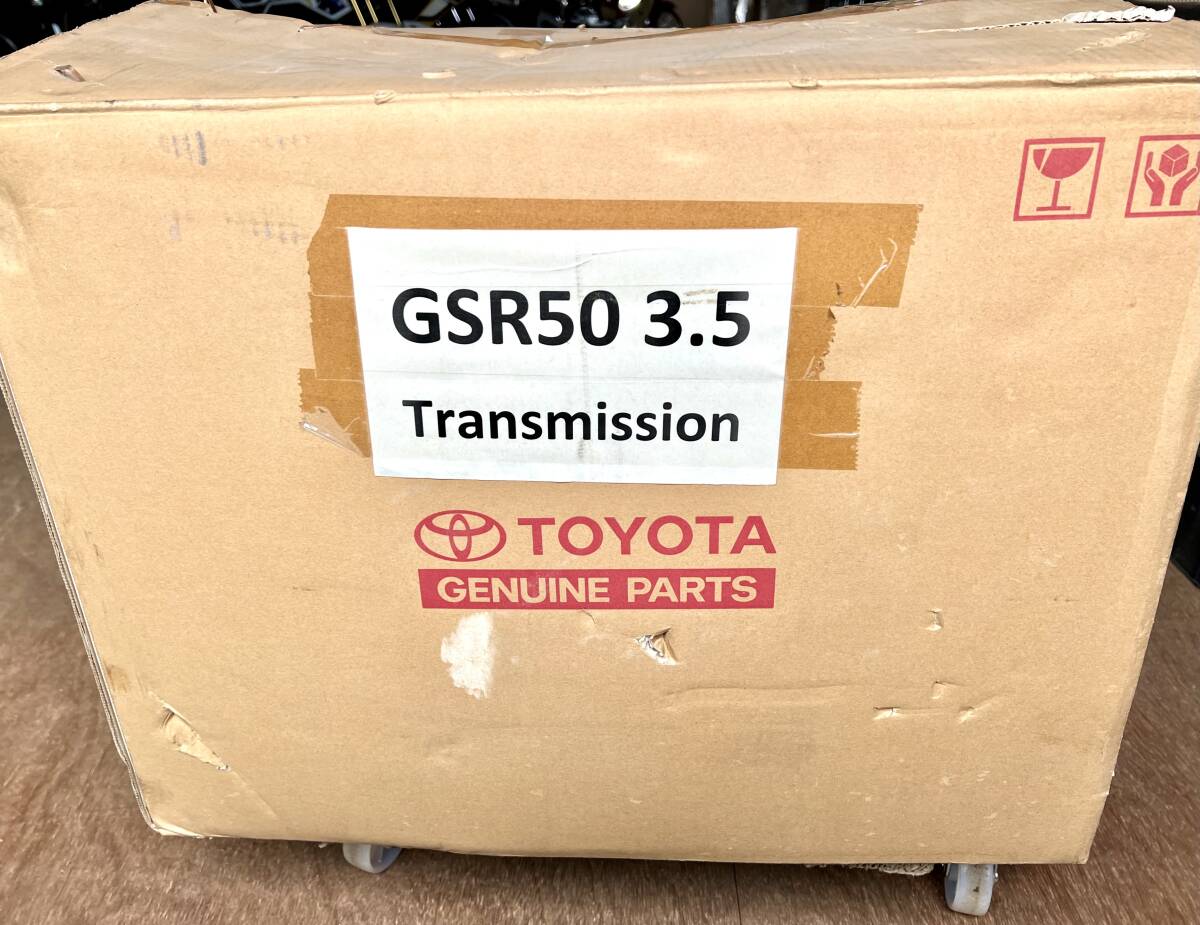 GSR50 3.5
Transmission
TOYOTA
GENUINE PARTS